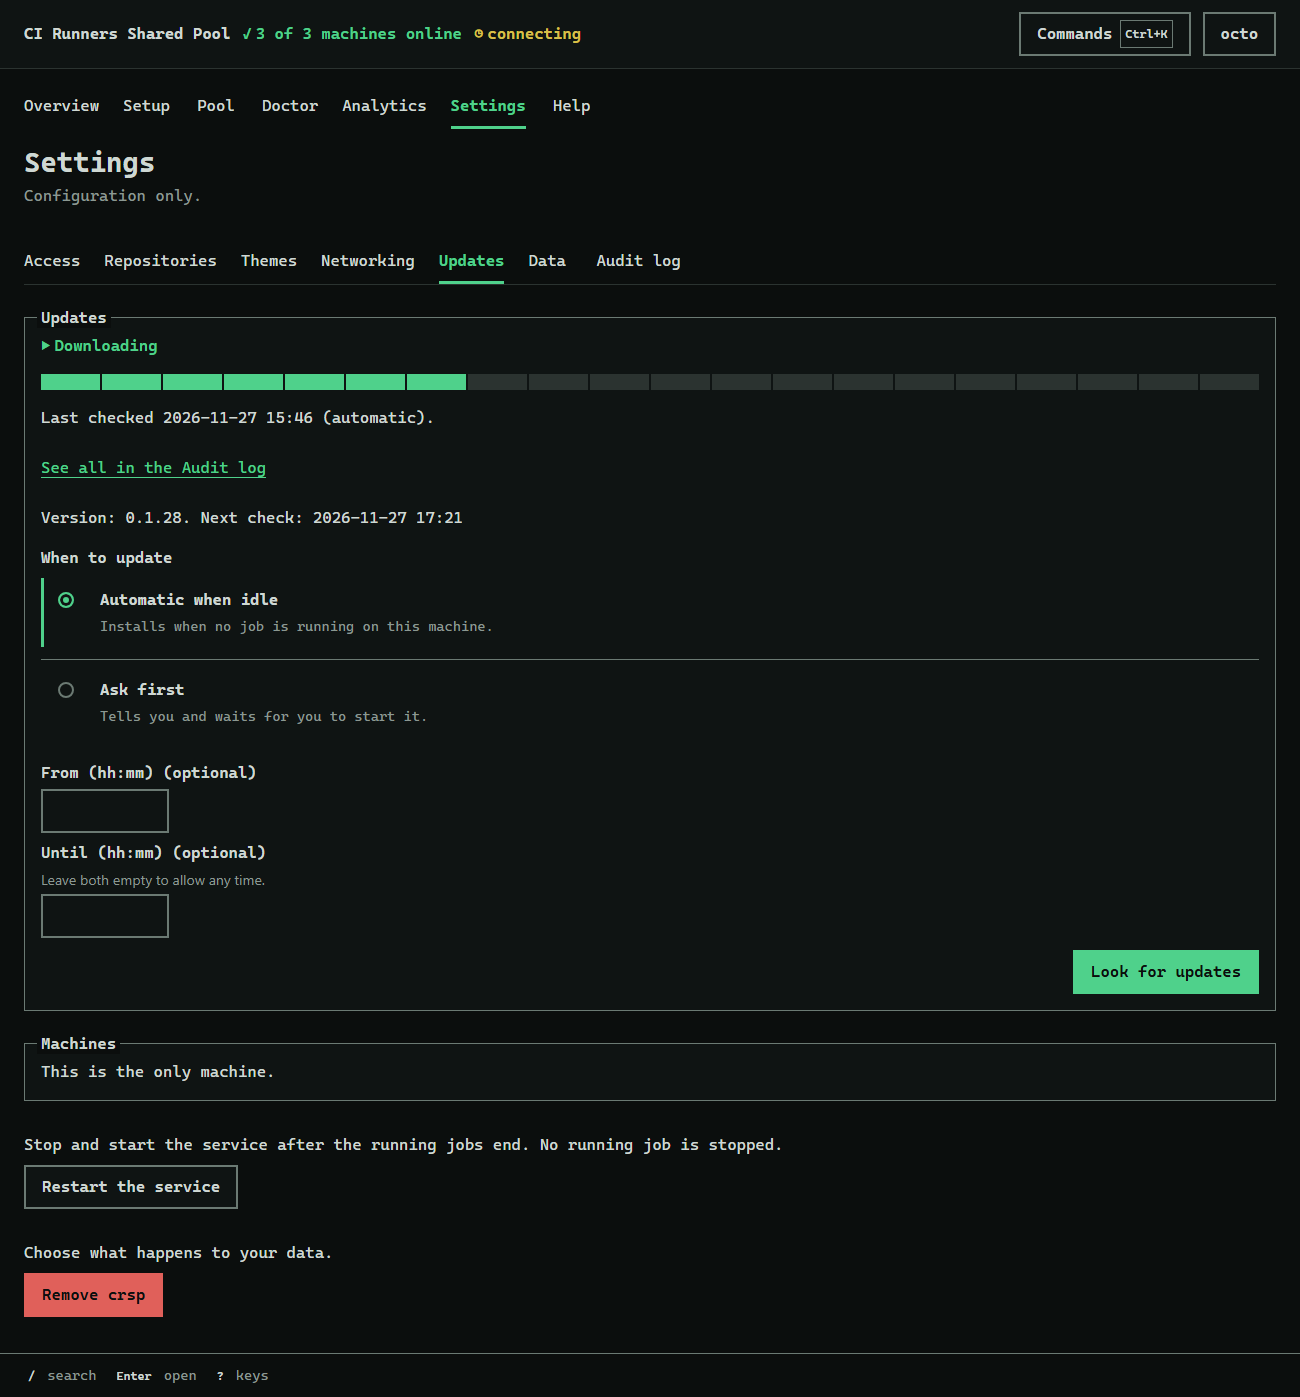 CI Runners Shared Pool ✓ 3 of 3 machines online connecting
Commands Ctrl+K
octo
Overview Setup Pool Doctor Analytics Settings Help
Settings
Configuration only.
Access Repositories Themes Networking Updates Data Audit log
Updates
Downloading
Last checked 2026-11-27 15:46 (automatic).
See all in the Audit log
Version: 0.1.28. Next check: 2026-11-27 17:21
When to update
Automatic when idle
Installs when no job is running on this machine.
Ask first
Tells you and waits for you to start it.
From (hh:mm) (optional)
Until (hh:mm) (optional)
Leave both empty to allow any time.
Look for updates
Machines
This is the only machine.
Stop and start the service after the running jobs end. No running job is stopped.
Restart the service
Choose what happens to your data.
Remove crsp
/ search Enter open ? keys